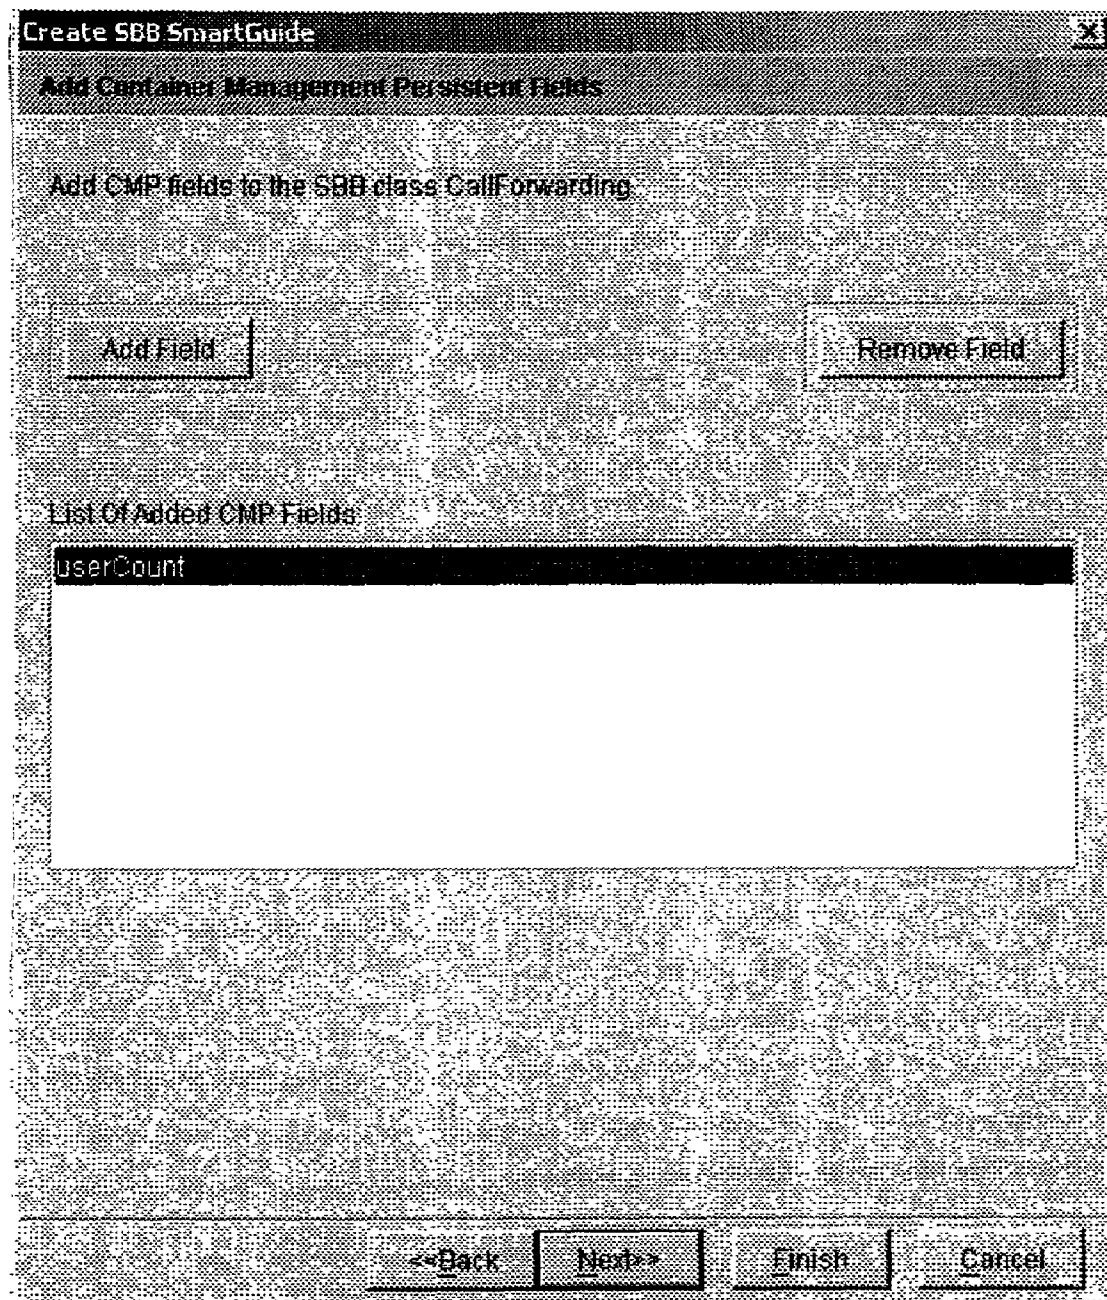 Create SBB SmartGuide
Add Container Management Persistent Fields
Add CMP fields to the SBB class CallForwarding.
Add Field
Remove Field
List Of Added CMP Fields
userCount
<<Back
Next>>
Finish
Cancel